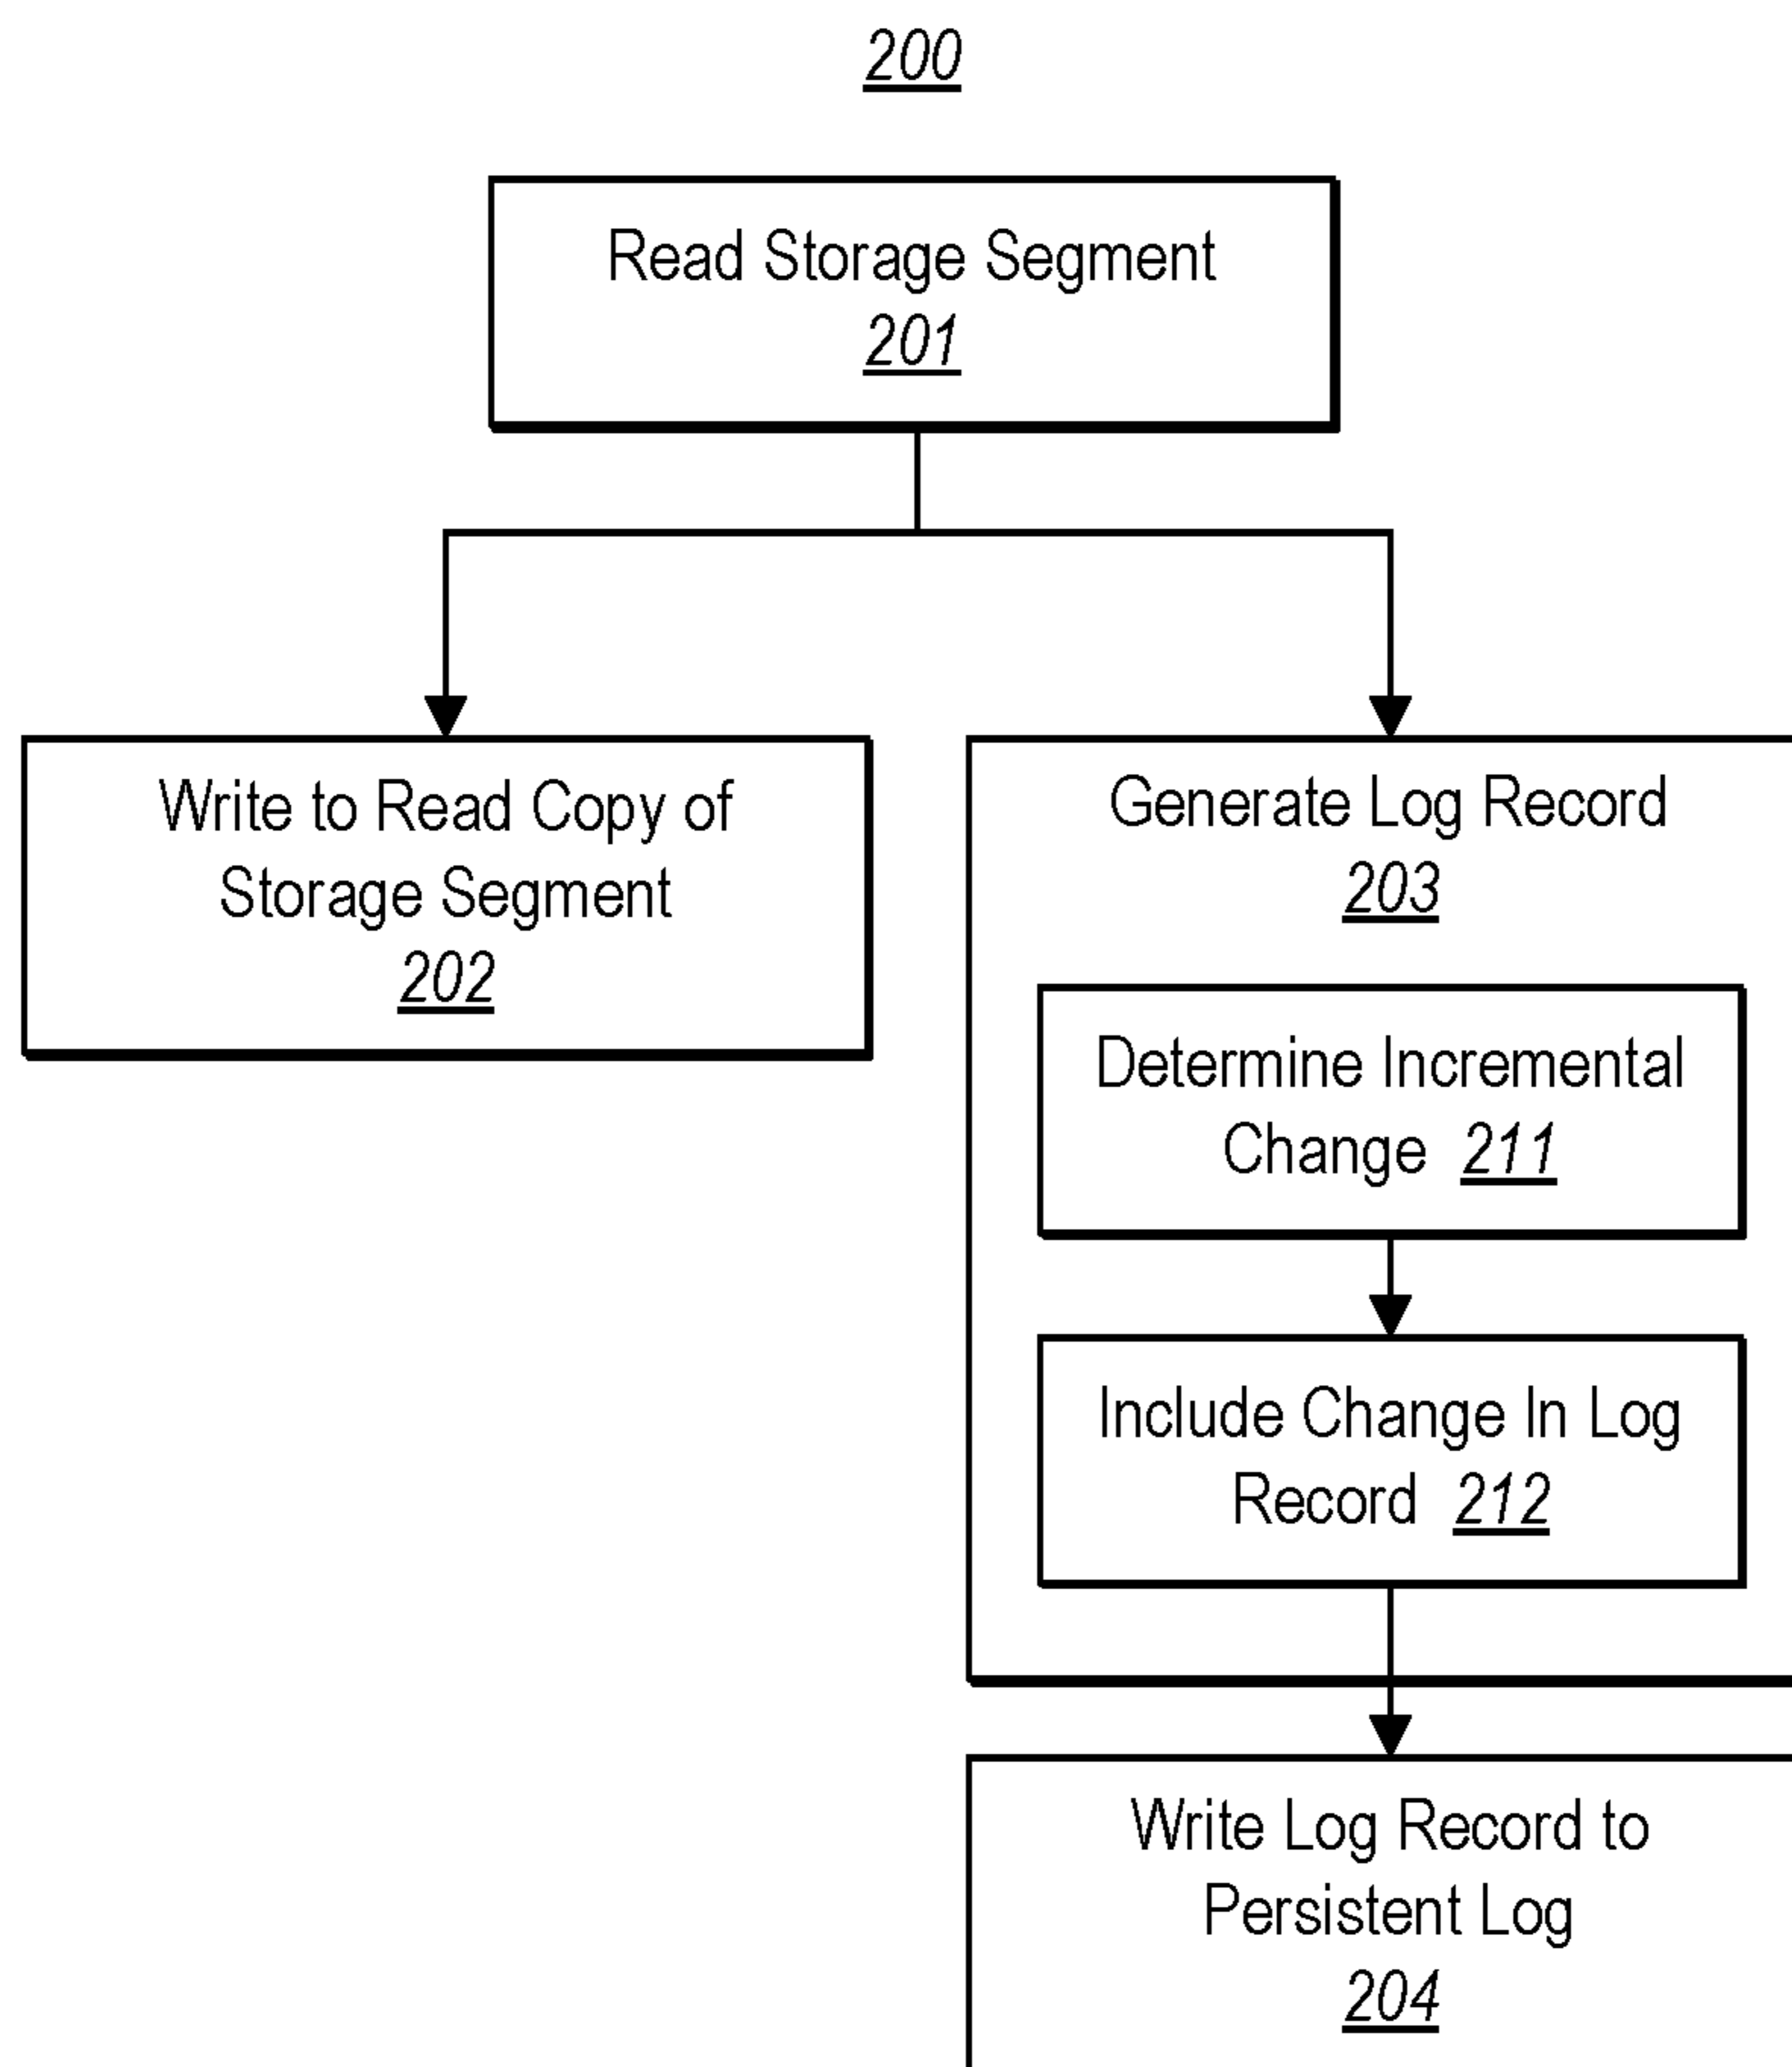 200
Read Storage Segment
201
Write to Read Copy of
Storage Segment
202
Generate Log Record
203
Determine Incremental
Change 211
Include Change In Log
Record 212
Write Log Record to
Persistent Log
204